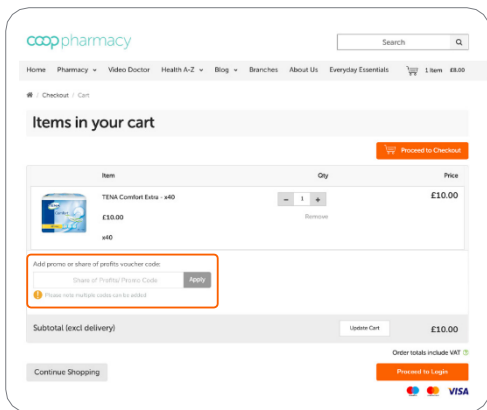 coop pharmacy
Search
Home Pharmacy Video Doctor Health A-Z Blog Branches About Us Everyday Essentials 1 Item £8.00
/ Checkout / Cart
Items in your cart
Proceed to Checkout
Item Qty Price
TENA Comfort Extra - x40 - 1 + £10.00
£10.00 Remove
x40
Add promo or share of profits voucher code:
Share of Profits/ Promo Code Apply
Please note multiple codes can be added
Subtotal (excl delivery) Update Cart £10.00
Order totals include VAT
Continue Shopping Proceed to Login
VISA